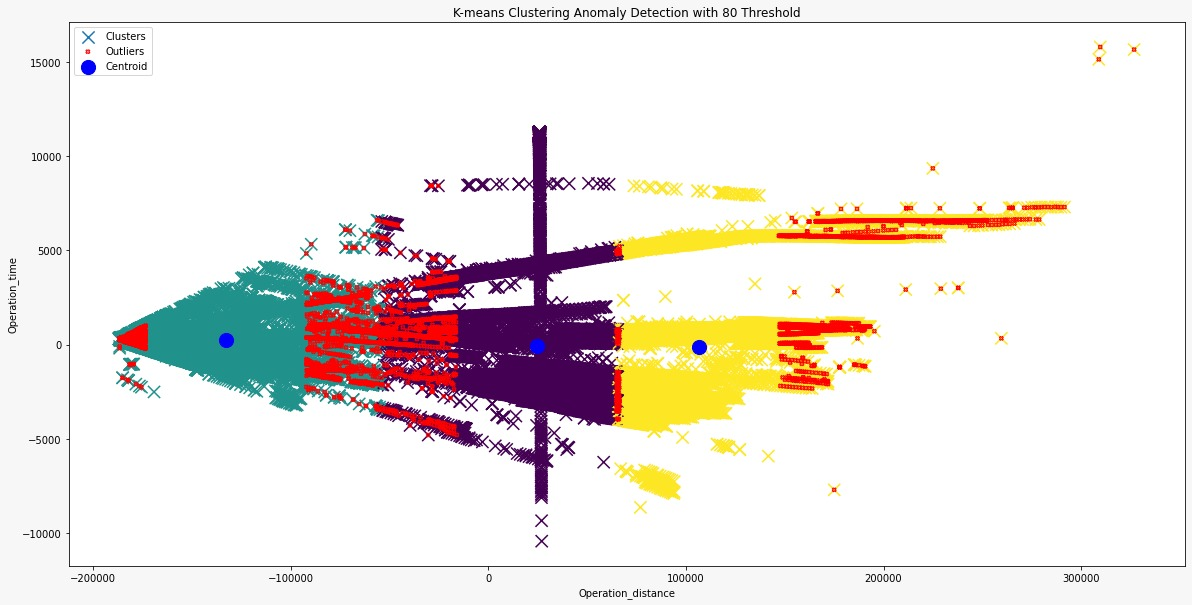 K-means Clustering Anomaly Detection with 80 Threshold
Clusters
Outliers
Centroid
15000
10000
5000
0
−5000
−10000
Operation_time
−200000
−100000
0
100000
200000
300000
Operation_distance